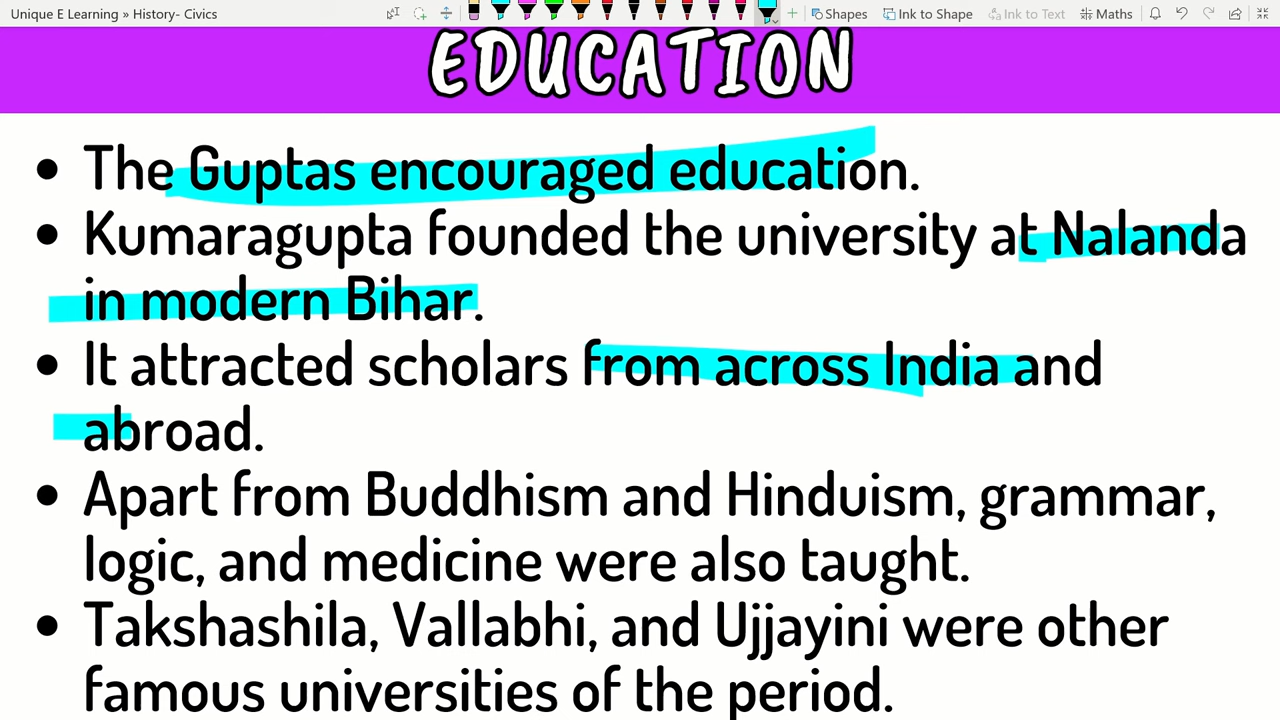 Unique E Learning » History- Civics
Shapes Ink to Shape Ink to Text Maths
EDUCATION
• The Guptas encouraged education.
• Kumaragupta founded the university at Nalanda
in modern Bihar.
• It attracted scholars from across India and
abroad.
• Apart from Buddhism and Hinduism, grammar,
logic, and medicine were also taught.
• Takshashila, Vallabhi, and Ujjayini were other
famous universities of the period.